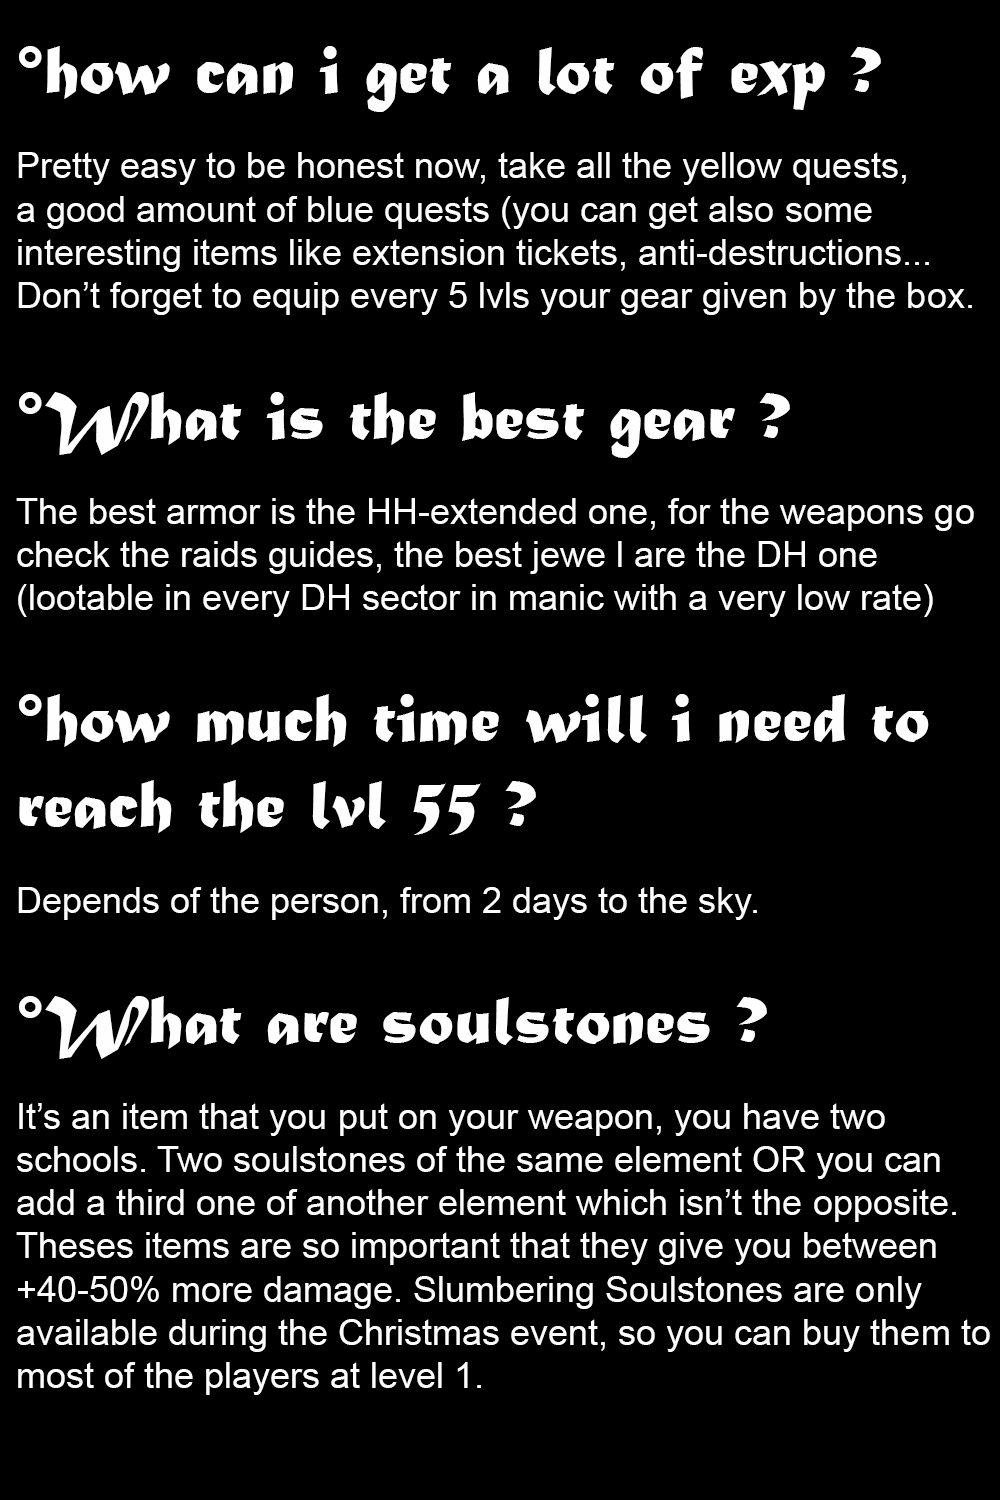 °how can i get a lot of exp ?
Pretty easy to be honest now, take all the yellow quests,
a good amount of blue quests (you can get also some
interesting items like extension tickets, anti-destructions...
Don’t forget to equip every 5 lvls your gear given by the box.
°What is the best gear ?
The best armor is the HH-extended one, for the weapons go
check the raids guides, the best jewe l are the DH one
(lootable in every DH sector in manic with a very low rate)
°how much time will i need to
reach the lvl 55 ?
Depends of the person, from 2 days to the sky.
°What are soulstones ?
It’s an item that you put on your weapon, you have two
schools. Two soulstones of the same element OR you can
add a third one of another element which isn’t the opposite.
Theses items are so important that they give you between
+40-50% more damage. Slumbering Soulstones are only
available during the Christmas event, so you can buy them to
most of the players at level 1.